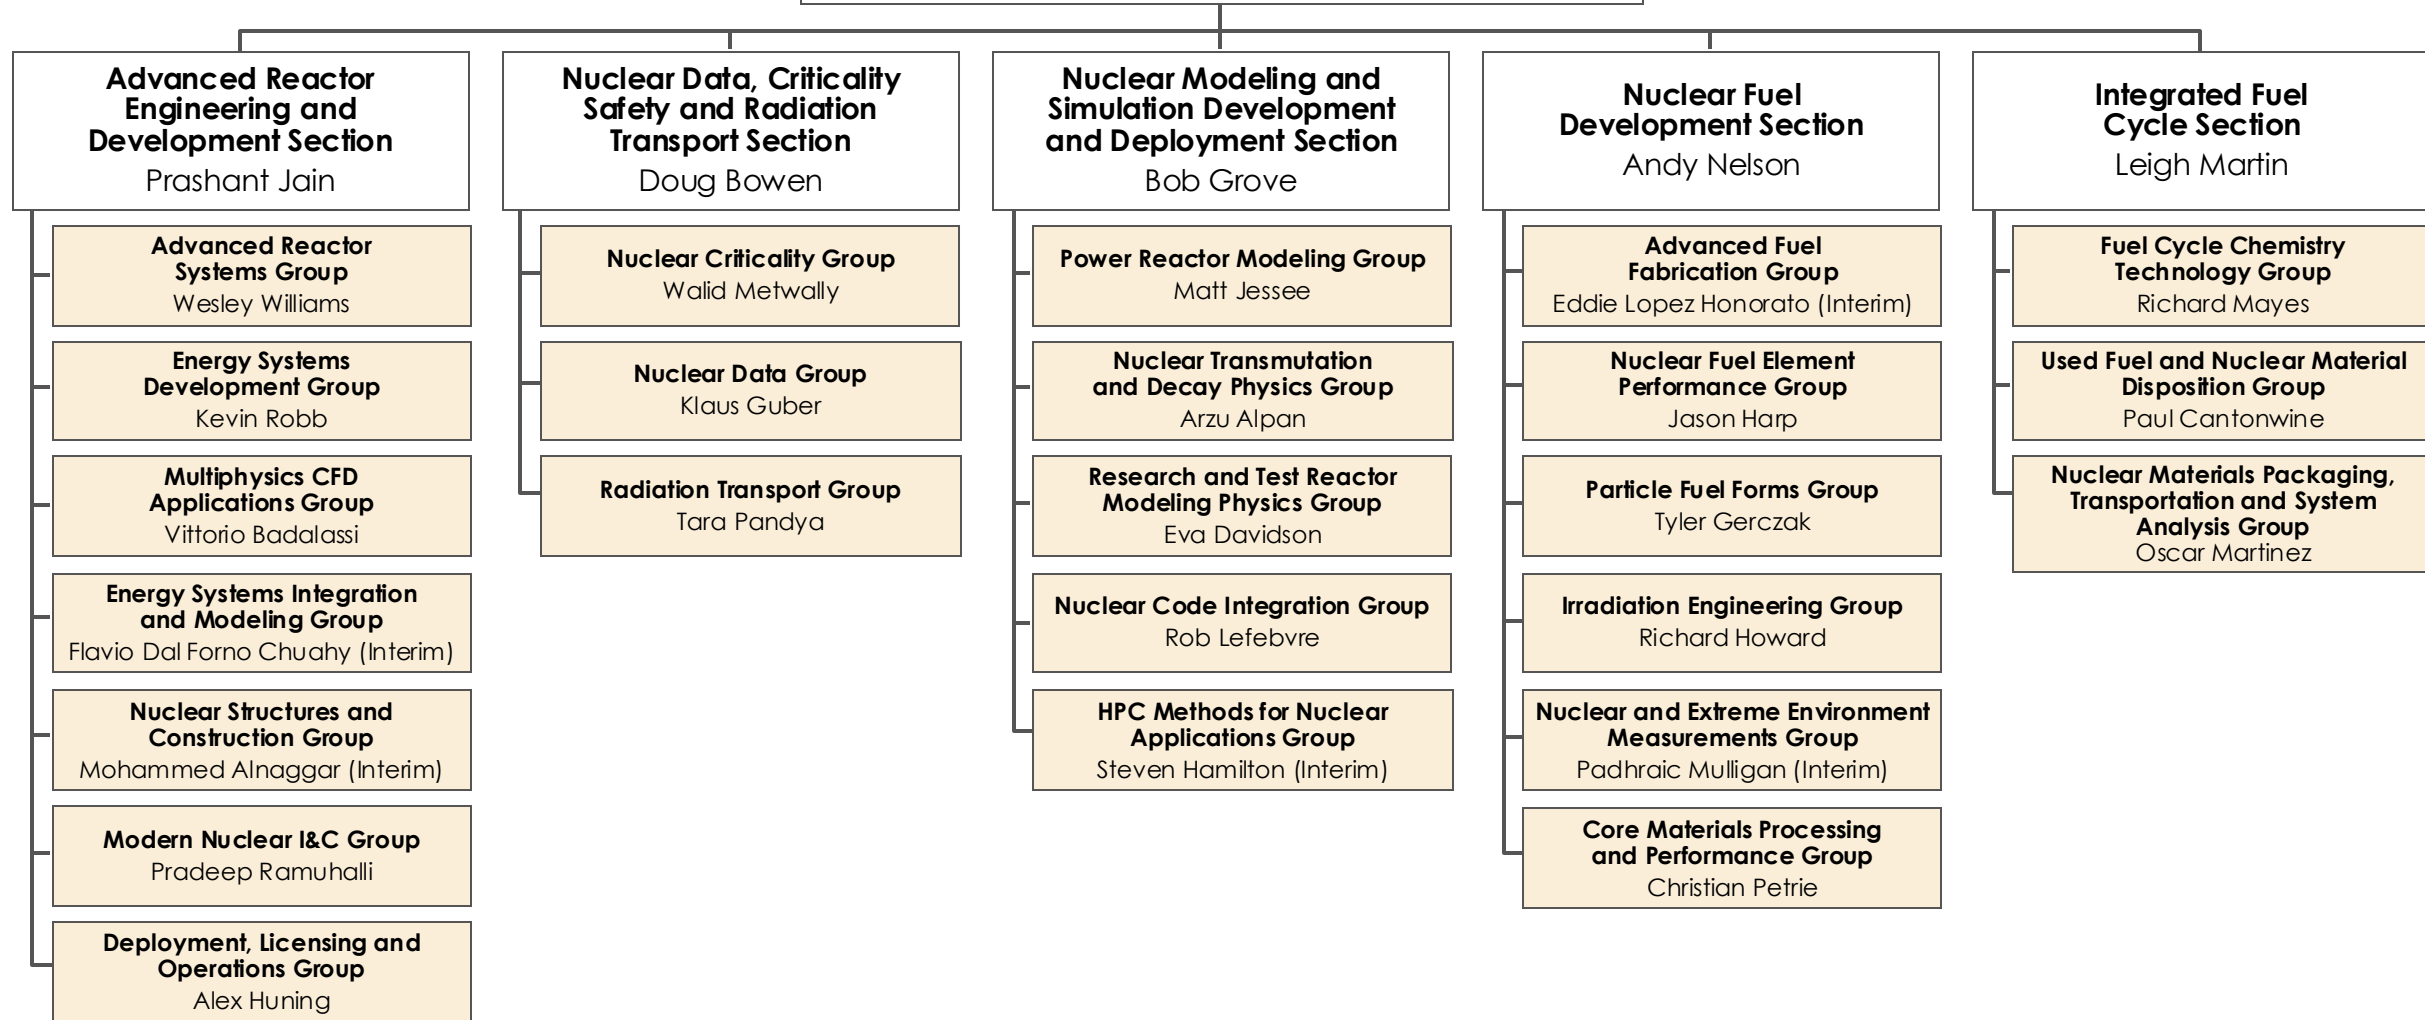 Advanced Reactor
Engineering and
Development Section
Prashant Jain
Advanced Reactor
Systems Group
Wesley Williams
Energy Systems
Development Group
Kevin Robb
Multiphysics CFD
Applications Group
Vittorio Badalassi
Energy Systems Integration
and Modeling Group
Flavio Dal Forno Chuahy (Interim)
Nuclear Structures and
Construction Group
Mohammed Alnaggar (Interim)
Modern Nuclear I&C Group
Pradeep Ramuhalli
Deployment, Licensing and
Operations Group
Alex Huning
Nuclear Data, Criticality
Safety and Radiation
Transport Section
Doug Bowen
Nuclear Criticality Group
Walid Metwally
Nuclear Data Group
Klaus Guber
Radiation Transport Group
Tara Pandya
Nuclear Modeling and
Simulation Development
and Deployment Section
Bob Grove
Power Reactor Modeling Group
Matt Jessee
Nuclear Transmutation
and Decay Physics Group
Arzu Alpan
Research and Test Reactor
Modeling Physics Group
Eva Davidson
Nuclear Code Integration Group
Rob Lefebvre
HPC Methods for Nuclear
Applications Group
Steven Hamilton (Interim)
Nuclear Fuel
Development Section
Andy Nelson
Advanced Fuel
Fabrication Group
Eddie Lopez Honorato (Interim)
Nuclear Fuel Element
Performance Group
Jason Harp
Particle Fuel Forms Group
Tyler Gerczak
Irradiation Engineering Group
Richard Howard
Nuclear and Extreme Environment
Measurements Group
Padhraic Mulligan (Interim)
Core Materials Processing
and Performance Group
Christian Petrie
Integrated Fuel
Cycle Section
Leigh Martin
Fuel Cycle Chemistry
Technology Group
Richard Mayes
Used Fuel and Nuclear Material
Disposition Group
Paul Cantonwine
Nuclear Materials Packaging,
Transportation and System
Analysis Group
Oscar Martinez